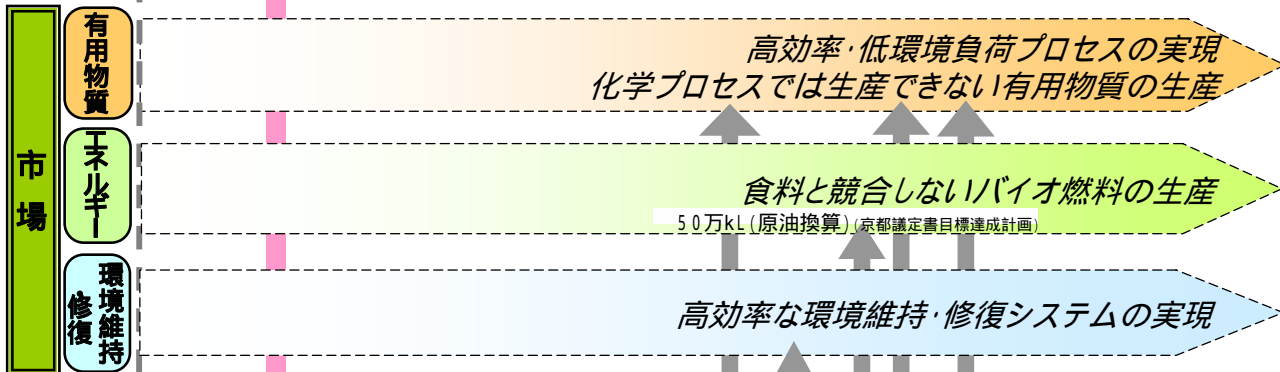 市場
有用物質
高効率・低環境負荷プロセスの実現
化学プロセスでは生産できない有用物質の生産
エネルギー
食料と競合しないバイオ燃料の生産
50万kL(原油換算)(京都議定書目標達成計画)
環境維持
・修復
高効率な環境維持・修復システムの実現